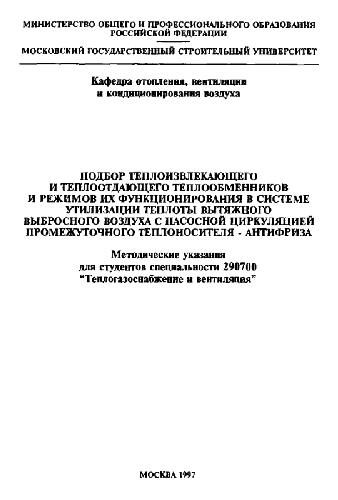 МИНИСТЕРСТВО ОБЩЕГО И ПРОФЕССИОНАЛЬНОГО ОБРАЗОВАНИЯ
РОССИЙСКОЙ ФЕДЕРАЦИИ
МОСКОВСКИЙ ГОСУДАРСТВЕННЫЙ СТРОИТЕЛЬНЫЙ УНИВЕРСИТЕТ
Кафедра отопления, вентиляции
и кондиционирования воздуха
ПОДБОР ТЕПЛОИЗВЛЕКАЮЩЕГО
И ТЕПЛООТДАЮЩЕГО ТЕПЛООБМЕННИКОВ
И РЕЖИМОВ ИХ ФУНКЦИОНИРОВАНИЯ В СИСТЕМЕ
УТИЛИЗАЦИИ ТЕПЛОТЫ ВЫТЯЖНОГО
ВЫБРОСНОГО ВОЗДУХА С НАСОСНОЙ ЦИРКУЛЯЦИЕЙ
ПРОМЕЖУТОЧНОГО ТЕПЛОНОСИТЕЛЯ - АНТИФРИЗА
Методические указания
для студентов специальности 290700
"Теплогазоснабжение и вентиляция"
МОСКВА 1997